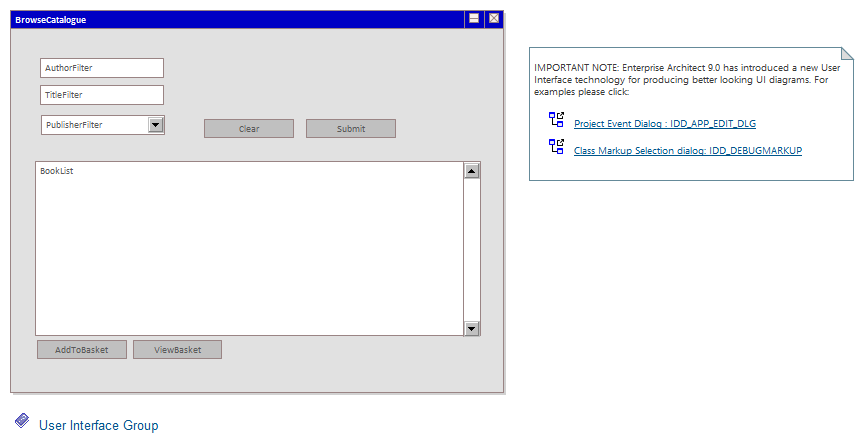 BrowseCatalogue
AuthorFilter
TitleFilter
PublisherFilter
Clear
Submit
BookList
AddToBasket
ViewBasket
IMPORTANT NOTE: Enterprise Architect 9.0 has introduced a new User
Interface technology for producing better looking UI diagrams. For
examples please click:
Project Event Dialog : IDD_APP_EDIT_DLG
Class Markup Selection dialog: IDD_DEBUGMARKUP
User Interface Group